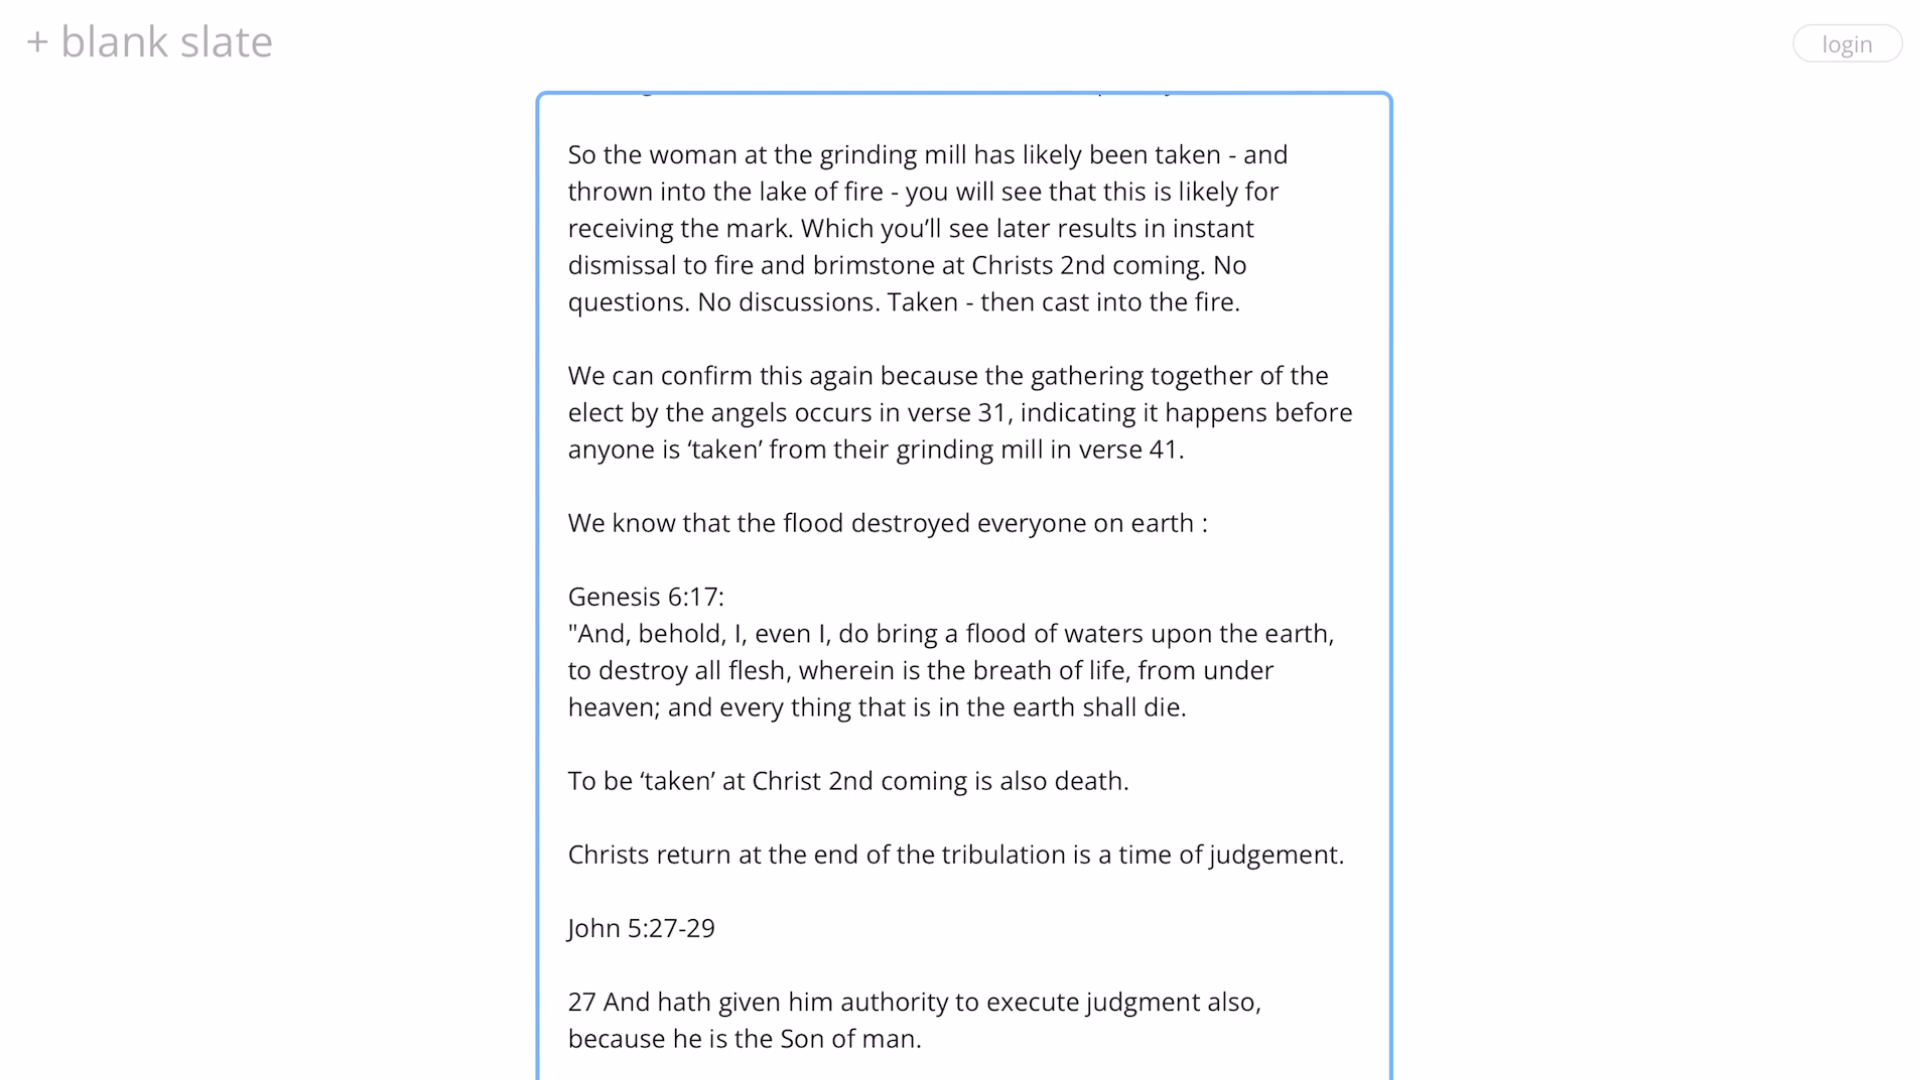 + blank slate
login
So the woman at the grinding mill has likely been taken - and
thrown into the lake of fire - you will see that this is likely for
receiving the mark. Which you’ll see later results in instant
dismissal to fire and brimstone at Christs 2nd coming. No
questions. No discussions. Taken - then cast into the fire.
We can confirm this again because the gathering together of the
elect by the angels occurs in verse 31, indicating it happens before
anyone is ‘taken’ from their grinding mill in verse 41.
We know that the flood destroyed everyone on earth :
Genesis 6:17:
"And, behold, I, even I, do bring a flood of waters upon the earth,
to destroy all flesh, wherein is the breath of life, from under
heaven; and every thing that is in the earth shall die.
To be ‘taken’ at Christ 2nd coming is also death.
Christs return at the end of the tribulation is a time of judgement.
John 5:27-29
27 And hath given him authority to execute judgment also,
because he is the Son of man.